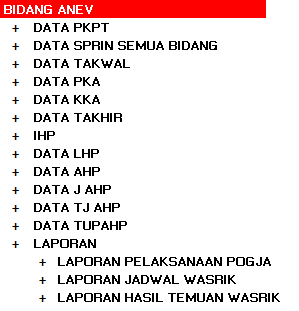 BIDANG ANEV
+ DATA PKPT
+ DATA SPRIN SEMUA BIDANG
+ DATA TAKWAL
+ DATA PKA
+ DATA KKA
+ DATA TAKHIR
+ IHP
+ DATA LHP
+ DATA AHP
+ DATA J AHP
+ DATA TJ AHP
+ DATA TUPAHP
+ LAPORAN
+ LAPORAN PELAKSANAAN POGJA
+ LAPORAN JADWAL WASRIK
+ LAPORAN HASIL TEMUAN WASRIK